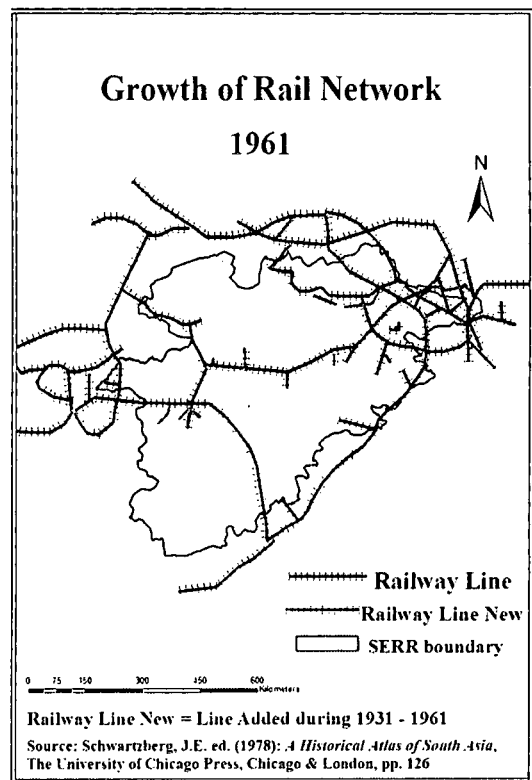 Growth of Rail Network
1961
N
Railway Line
Railway Line New
SERR boundary
0 75 150 300 450 600
Kilometers
Railway Line New = Line Added during 1931 - 1961
Source: Schwartzberg, J.E. ed. (1978): A Historical Atlas of South Asia,
The University of Chicago Press, Chicago & London, pp. 126